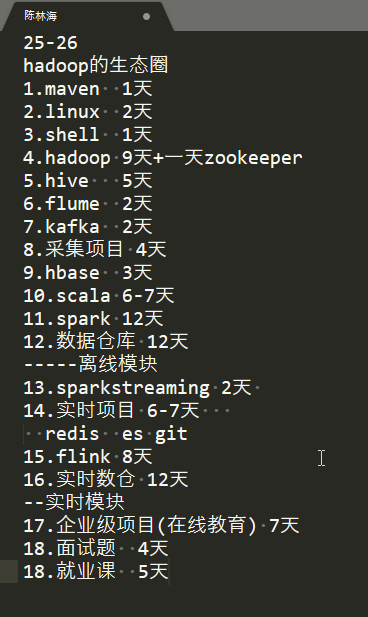 陈林海
25-26
hadoop的生态圈
1.maven  1天
2.linux  2天
3.shell  1天
4.hadoop 9天+一天zookeeper
5.hive   5天
6.flume  2天
7.kafka  2天
8.采集项目 4天
9.hbase  3天
10.scala 6-7天
11.spark 12天
12.数据仓库 12天
-----离线模块
13.sparkstreaming 2天
14.实时项目 6-7天
  redis  es git
15.flink 8天
16.实时数仓 12天
--实时模块
17.企业级项目(在线教育) 7天
18.面试题  4天
18.就业课  5天